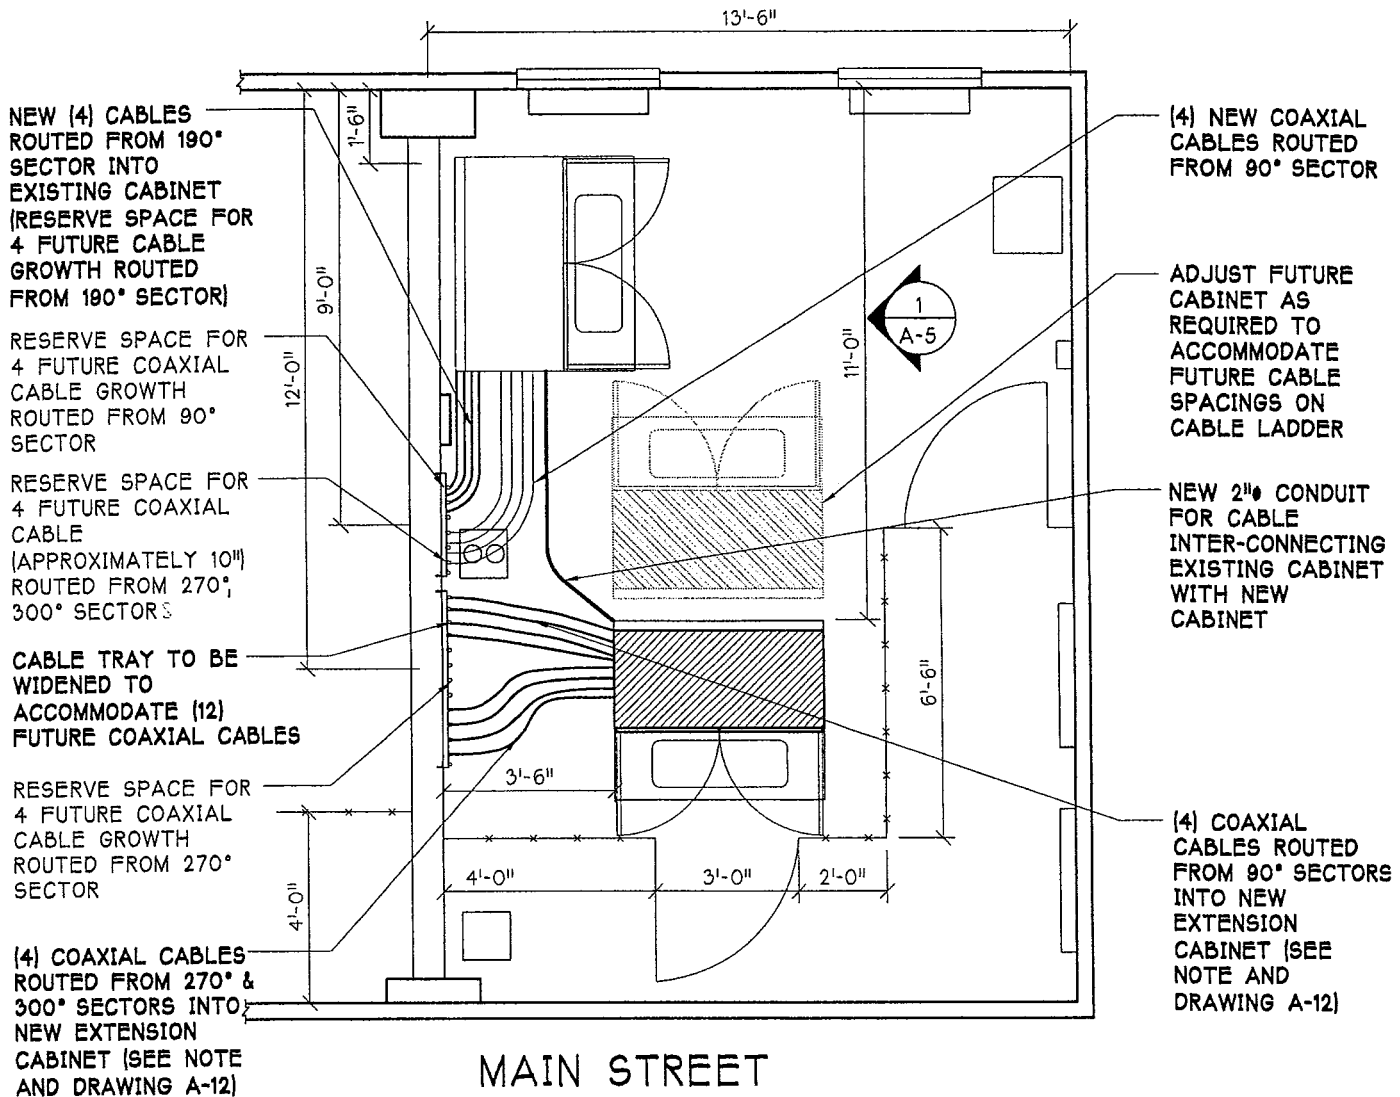 13'-6"
NEW (4) CABLES
ROUTED FROM 190°
SECTOR INTO
EXISTING CABINET
(RESERVE SPACE FOR
4 FUTURE CABLE
GROWTH ROUTED
FROM 190° SECTOR)
RESERVE SPACE FOR
4 FUTURE COAXIAL
CABLE GROWTH
ROUTED FROM 90°
SECTOR
RESERVE SPACE FOR
4 FUTURE COAXIAL
CABLE
(APPROXIMATELY 10")
ROUTED FROM 270°,
300° SECTORS
CABLE TRAY TO BE
WIDENED TO
ACCOMMODATE (12)
FUTURE COAXIAL CABLES
RESERVE SPACE FOR
4 FUTURE COAXIAL
CABLE GROWTH
ROUTED FROM 270°
SECTOR
(4) COAXIAL CABLES
ROUTED FROM 270° &
300° SECTORS INTO
NEW EXTENSION
CABINET (SEE NOTE
AND DRAWING A-12)
1'-6"
9'-0"
12'-0"
11'-0"
1
A-5
6'-6"
3'-6"
4'-0"
3'-0"
2'-0"
4'-0"
(4) NEW COAXIAL
CABLES ROUTED
FROM 90° SECTOR
ADJUST FUTURE
CABINET AS
REQUIRED TO
ACCOMMODATE
FUTURE CABLE
SPACINGS ON
CABLE LADDER
NEW 2"ø CONDUIT
FOR CABLE
INTER-CONNECTING
EXISTING CABINET
WITH NEW
CABINET
(4) COAXIAL
CABLES ROUTED
FROM 90° SECTORS
INTO NEW
EXTENSION
CABINET (SEE
NOTE AND
DRAWING A-12)
MAIN STREET